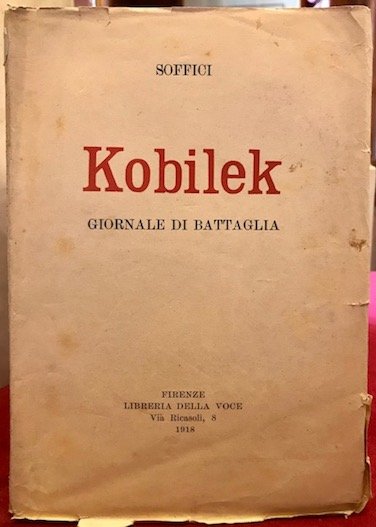 SOFFICI
Kobilek
GIORNALE DI BATTAGLIA
FIRENZE
LIBRERIA DELLA VOCE
Via Ricasoli, 8
1918